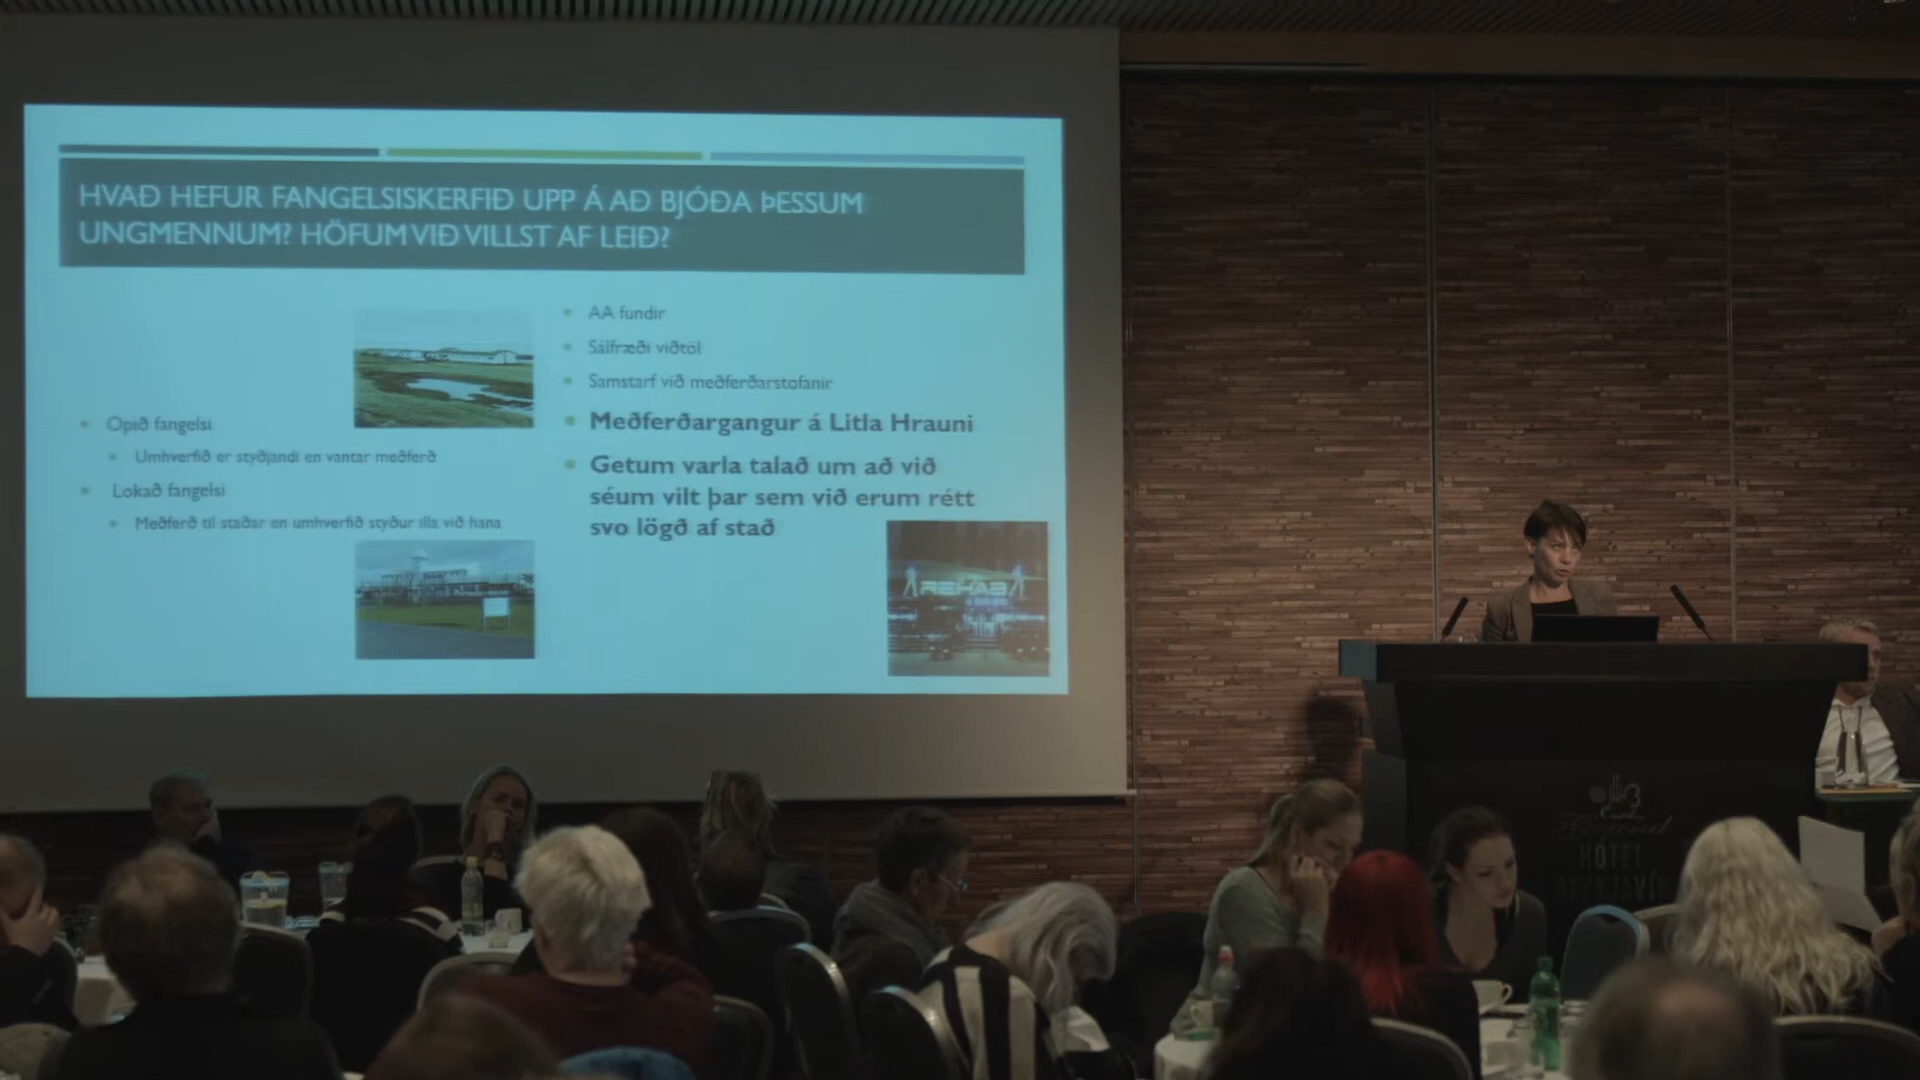 HVAÐ HEFUR FANGELSISKERFIÐ UPP Á AÐ BJÓÐA ÞESSUM
UNGMENNUM? HÖFUM VIÐ VILLST AF LEIÐ?
Opið fangelsi
Umhverfið er styðjandi en vantar meðferð
Lokað fangelsi
Meðferð til staðar en umhverfið styður illa við hana
AA fundir
Sálfræði viðtöl
Samstarf við meðferðarstofanir
Meðferðargangur á Litla Hrauni
Getum varla talað um að við
séum vilt þar sem við erum rétt
svo lögð af stað
REHAB
HÓTEL
REYKJAVÍK